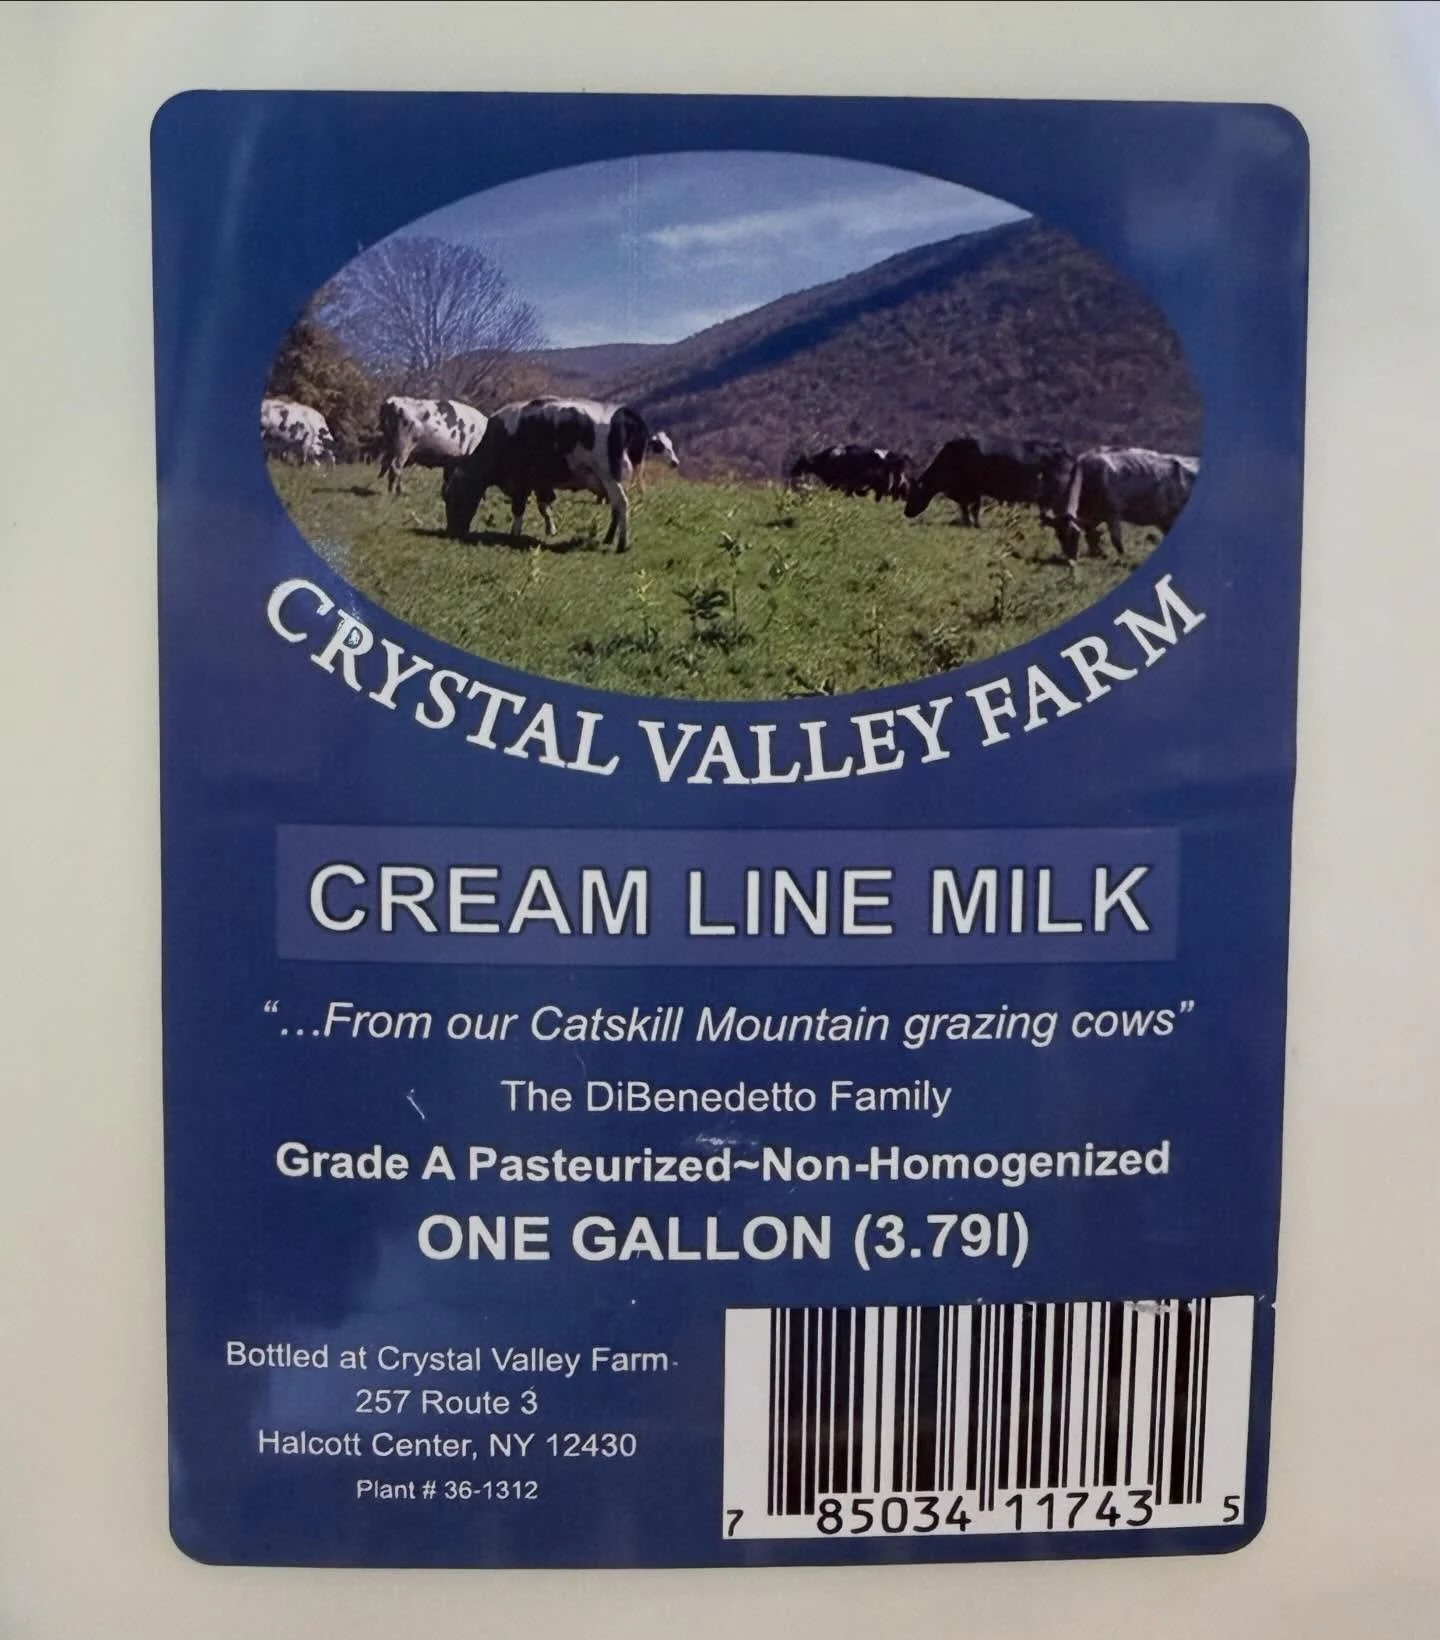 CRYSTAL VALLEY FARM
CREAM LINE MILK
“...From our Catskill Mountain grazing cows”
The DiBenedetto Family
Grade A Pasteurized~Non-Homogenized
ONE GALLON (3.79l)
Bottled at Crystal Valley Farm
257 Route 3
Halcott Center, NY 12430
Plant # 36-1312
7 85034 11743 5